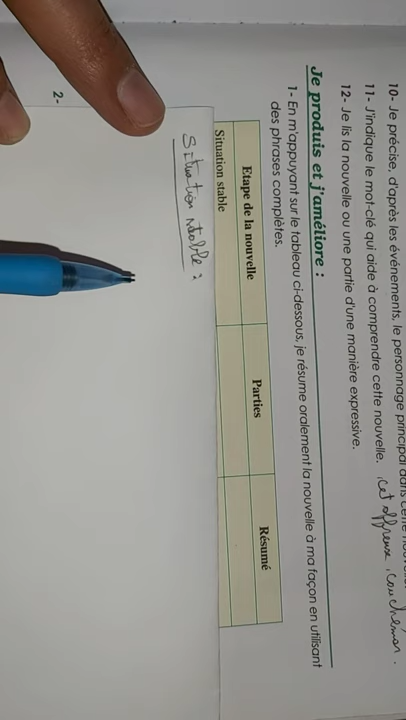 10- Je précise, d'après les événements, le personnage principal dans cette
11- J'indique le mot-clé qui aide à comprendre cette nouvelle. cet affreux, cauchemar.
12- Je lis la nouvelle ou une partie d'une manière expressive.
Je produis et j'améliore :
1- En m'appuyant sur le tableau ci-dessous, je résume oralement la nouvelle à ma façon en utilisant
des phrases complètes.
Etape de la nouvelle Parties Résumé
Situation stable
Situation stable :
2-